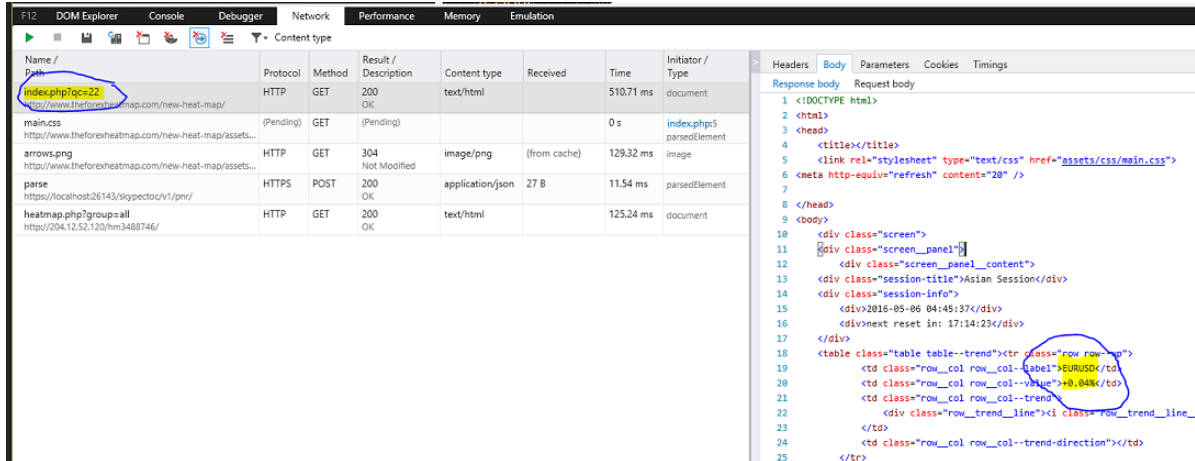 F12 DOM Explorer Console Debugger Network Performance Memory Emulation
Content type
Name / Path Protocol Method Result / Description Content type Received Time Initiator / Type
index.php?qc=22 HTTP GET 200 text/html 510.71 ms document
http://www.theforexheatmap.com/new-heat-map/ OK
main.css (Pending) GET (Pending) 0 s index.php:5
http://www.theforexheatmap.com/new-heat-map/assets... parsedElement
arrows.png HTTP GET 304 image/png (from cache) 129.32 ms image
http://www.theforexheatmap.com/new-heat-map/assets... Not Modified
parse HTTPS POST 200 application/json 27 B 11.54 ms parsedElement
https://localhost:26143/skypectoc/v1/pnr/ OK
heatmap.php?group=all HTTP GET 200 text/html 125.24 ms document
http://204.12.52.120/hm3488746/ OK
Headers Body Parameters Cookies Timings
Response body Request body
1 <!DOCTYPE html>
2 <html>
3 <head>
4 <title></title>
5 <link rel="stylesheet" type="text/css" href="assets/css/main.css">
6 <meta http-equiv="refresh" content="20" />
7
8 </head>
9 <body>
10 <div class="screen">
11 <div class="screen__panel">
12 <div class="screen__panel__content">
13 <div class="session-title">Asian Session</div>
14 <div class="session-info">
15 <div>2016-05-06 04:45:37</div>
16 <div>next reset in: 17:14:23</div>
17 </div>
18 <table class="table table--trend"><tr class="row row--up">
19 <td class="row__col row__col--label">EURUSD</td>
20 <td class="row__col row__col--value">+0.04%</td>
21 <td class="row__col row__col--trend">
22 <div class="row__trend__line"><i class="row__trend__line_
23 </td>
24 <td class="row__col row__col--trend-direction"></td>
25 </tr>